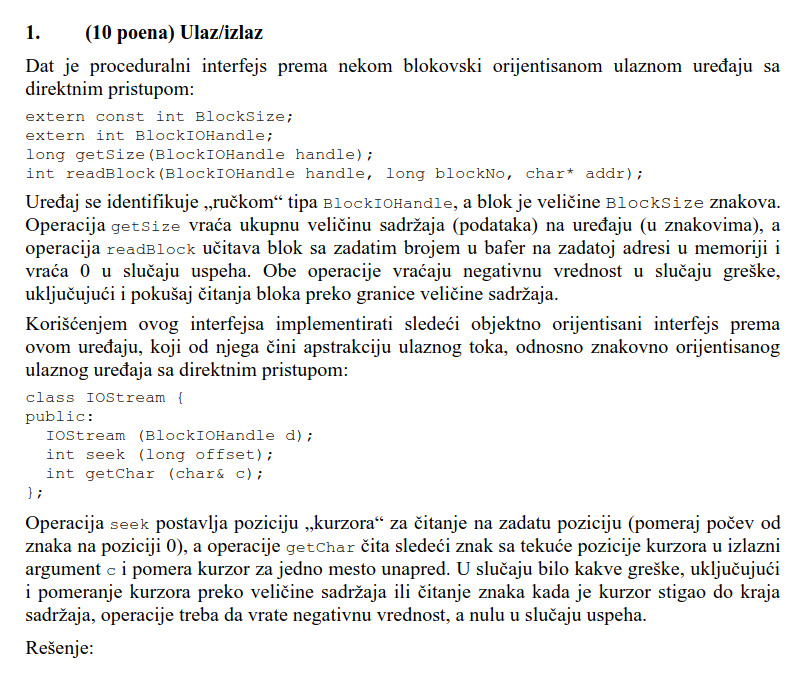 1. (10 poena) Ulaz/izlaz
Dat je proceduralni interfejs prema nekom blokovski orijentisanom ulaznom uređaju sa
direktnim pristupom:
extern const int BlockSize;
extern int BlockIOHandle;
long getSize(BlockIOHandle handle);
int readBlock(BlockIOHandle handle, long blockNo, char* addr);
Uređaj se identifikuje „ručkom“ tipa BlockIOHandle, a blok je veličine BlockSize znakova.
Operacija getSize vraća ukupnu veličinu sadržaja (podataka) na uređaju (u znakovima), a
operacija readBlock učitava blok sa zadatim brojem u bafer na zadatoj adresi u memoriji i
vraća 0 u slučaju uspeha. Obe operacije vraćaju negativnu vrednost u slučaju greške,
uključujući i pokušaj čitanja bloka preko granice veličine sadržaja.
Korišćenjem ovog interfejsa implementirati sledeći objektno orijentisani interfejs prema
ovom uređaju, koji od njega čini apstrakciju ulaznog toka, odnosno znakovno orijentisanog
ulaznog uređaja sa direktnim pristupom:
class IOStream {
public:
  IOStream (BlockIOHandle d);
  int seek (long offset);
  int getChar (char& c);
};
Operacija seek postavlja poziciju „kurzora“ za čitanje na zadatu poziciju (pomeraj počev od
znaka na poziciji 0), a operacije getChar čita sledeći znak sa tekuće pozicije kurzora u izlazni
argument c i pomera kurzor za jedno mesto unapred. U slučaju bilo kakve greške, uključujući
i pomeranje kurzora preko veličine sadržaja ili čitanje znaka kada je kurzor stigao do kraja
sadržaja, operacije treba da vrate negativnu vrednost, a nulu u slučaju uspeha.
Rešenje: